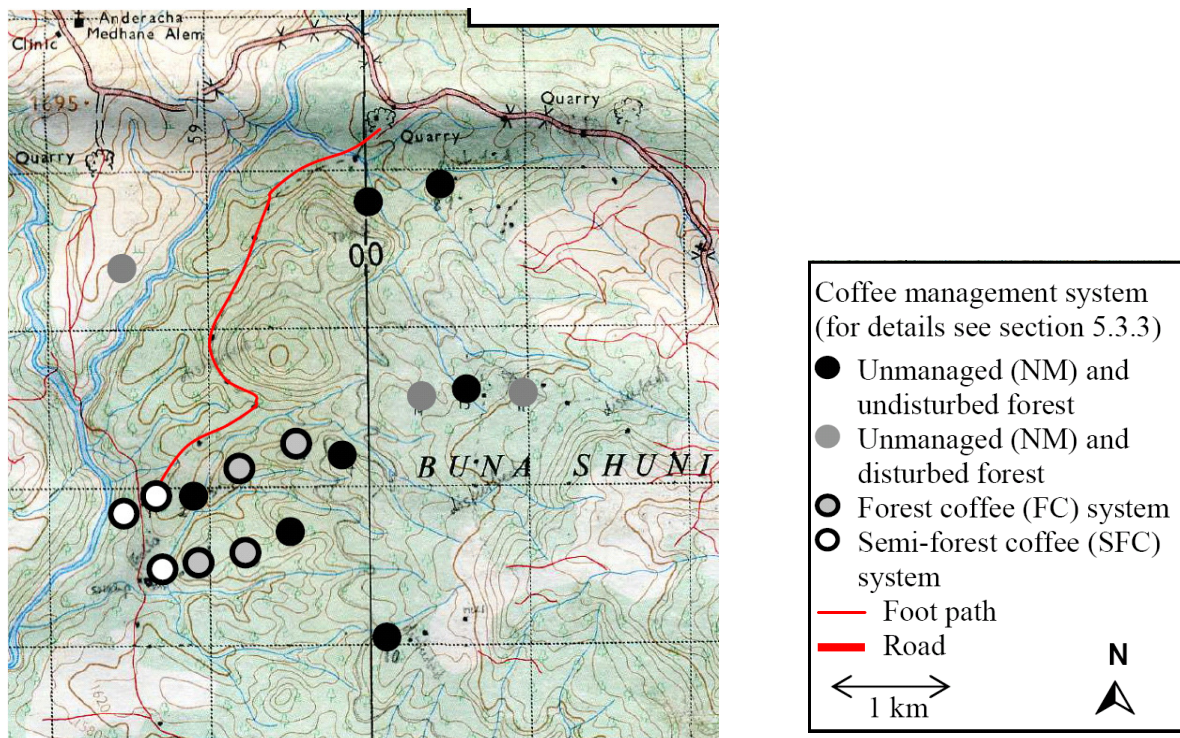 Anderacha
Medhane Alem
Clinic
1695
59
Quarry
Quarry
Quarry
00
BUNA SHUNI
1620
1580
Coffee management system
(for details see section 5.3.3)
Unmanaged (NM) and
undisturbed forest
Unmanaged (NM) and
disturbed forest
Forest coffee (FC) system
Semi-forest coffee (SFC)
system
Foot path
Road
N
1 km